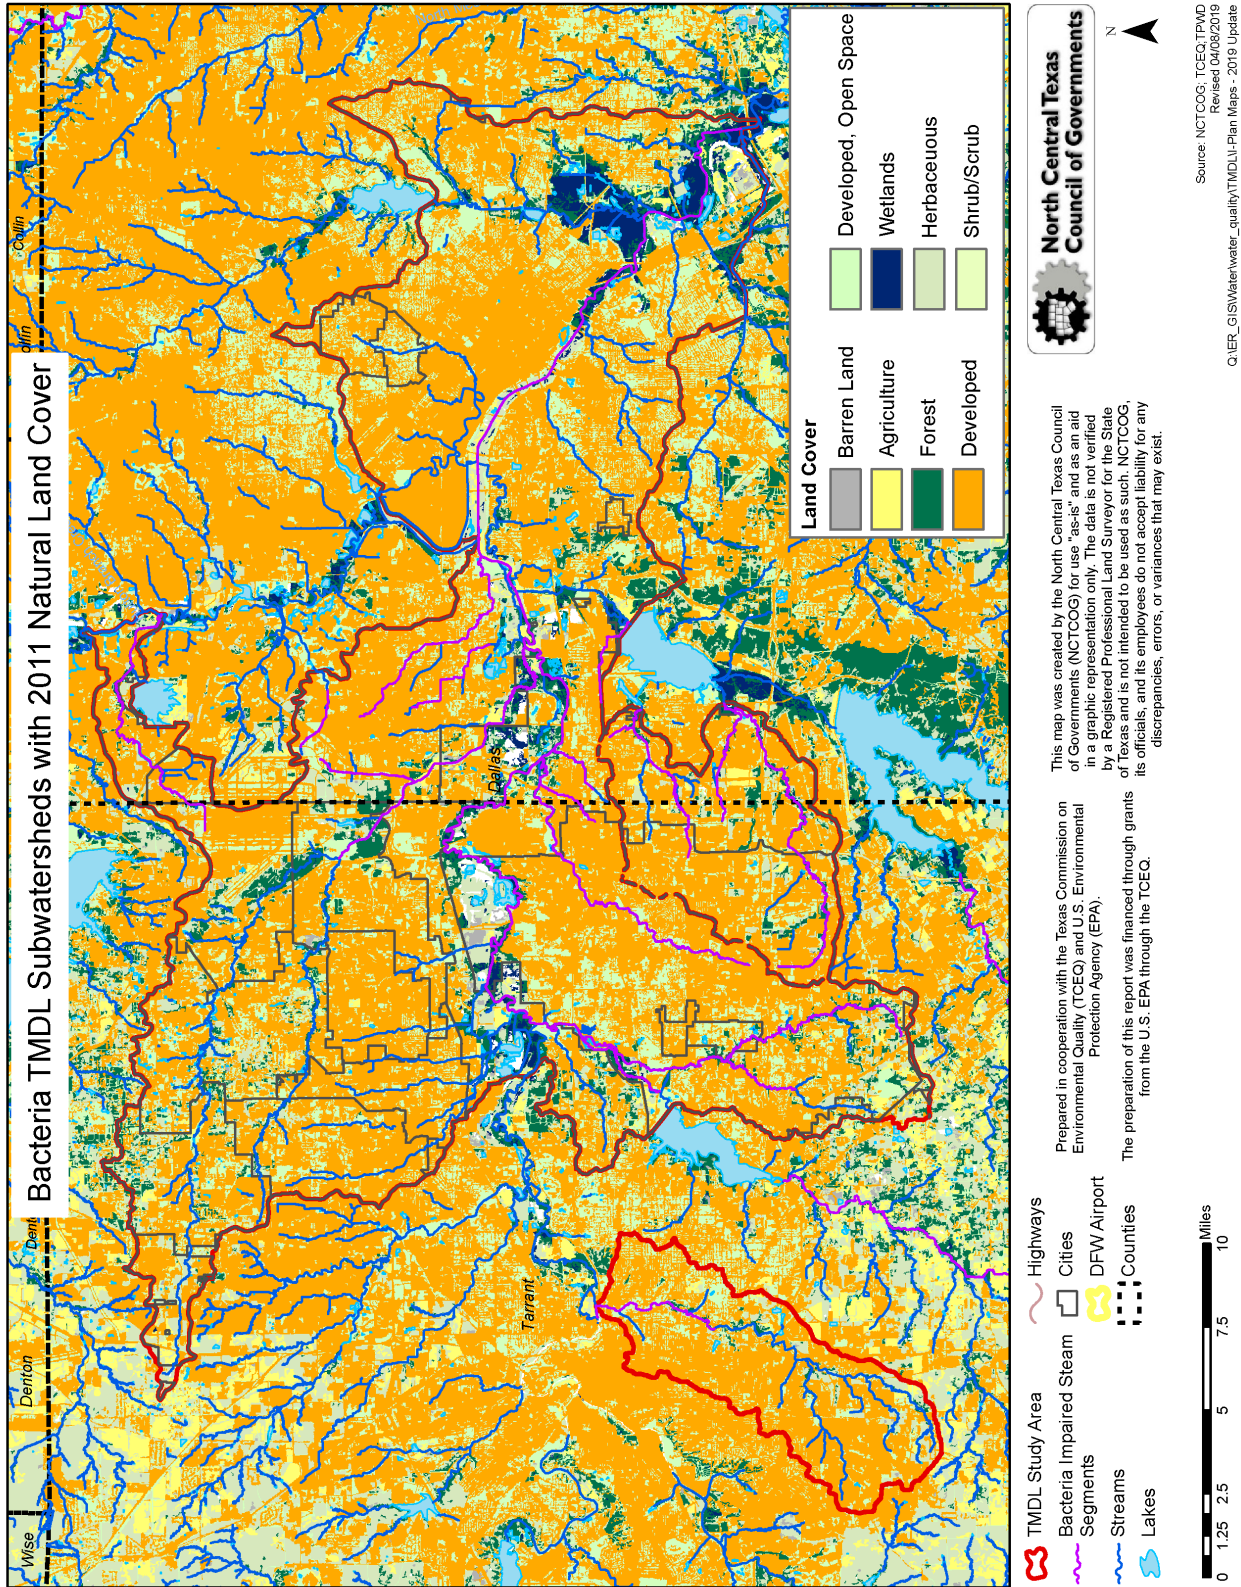 Bacteria TMDL Subwatersheds with 2011 Natural Land Cover
Wise
Denton
Dent
ollin
Collin
Tarrant
Dallas
Land Cover
Barren Land
Agriculture
Forest
Developed
Developed, Open Space
Wetlands
Herbaceuous
Shrub/Scrub
TMDL Study Area
Bacteria Impaired Steam
Segments
Streams
Lakes
Highways
Cities
DFW Airport
Counties
0 1.25 2.5 5 7.5 10
Miles
Prepared in cooperation with the Texas Commission on
Environmental Quality (TCEQ) and U.S. Environmental
Protection Agency (EPA).
The preparation of this report was financed through grants
from the U.S. EPA through the TCEQ.
This map was created by the North Central Texas Council
of Governments (NCTCOG) for use "as-is" and as an aid
in a graphic representation only. The data is not verified
by a Registered Professional Land Surveyor for the State
of Texas and is not intended to be used as such. NCTCOG,
its officials, and its employees do not accept liability for any
discrepancies, errors, or variances that may exist.
North Central Texas
Council of Governments
N
Source: NCTCOG; TCEQ;TPWD
Revised 04/08/2019
Q:\ER_GIS\Water\water_quality\TMDL\I-Plan Maps - 2019 Update